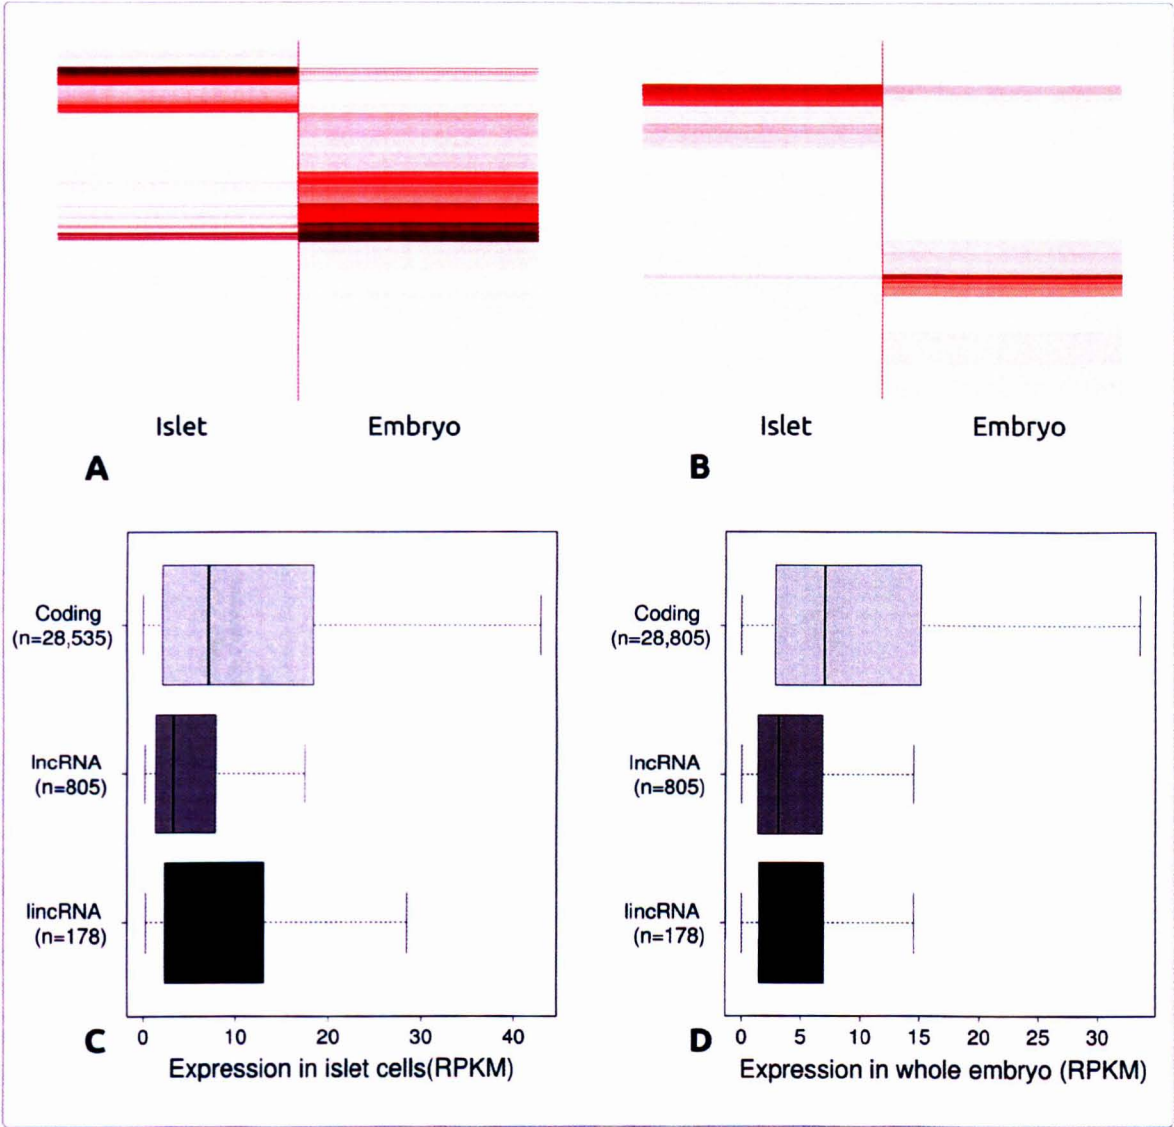 Islet
Embryo
A
Islet
Embryo
B
Coding
(n=28,535)
lncRNA
(n=805)
lincRNA
(n=178)
0 10 20 30 40
C
Expression in islet cells(RPKM)
Coding
(n=28,805)
lncRNA
(n=805)
lincRNA
(n=178)
0 5 10 15 20 25 30
D
Expression in whole embryo (RPKM)